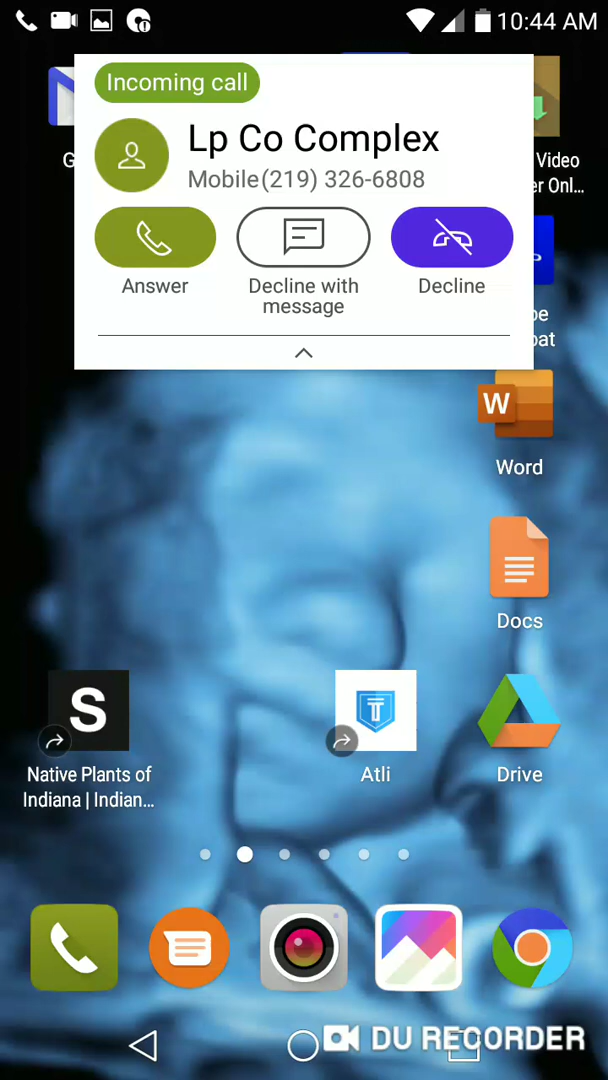 10:44 AM
Incoming call
Lp Co Complex
Mobile(219) 326-6808
Answer
Decline with
message
Decline
G
Video
er Onl...
be
bat
W
Word
Docs
S
Native Plants of
Indiana | Indian...
Atli
Drive
DU RECORDER